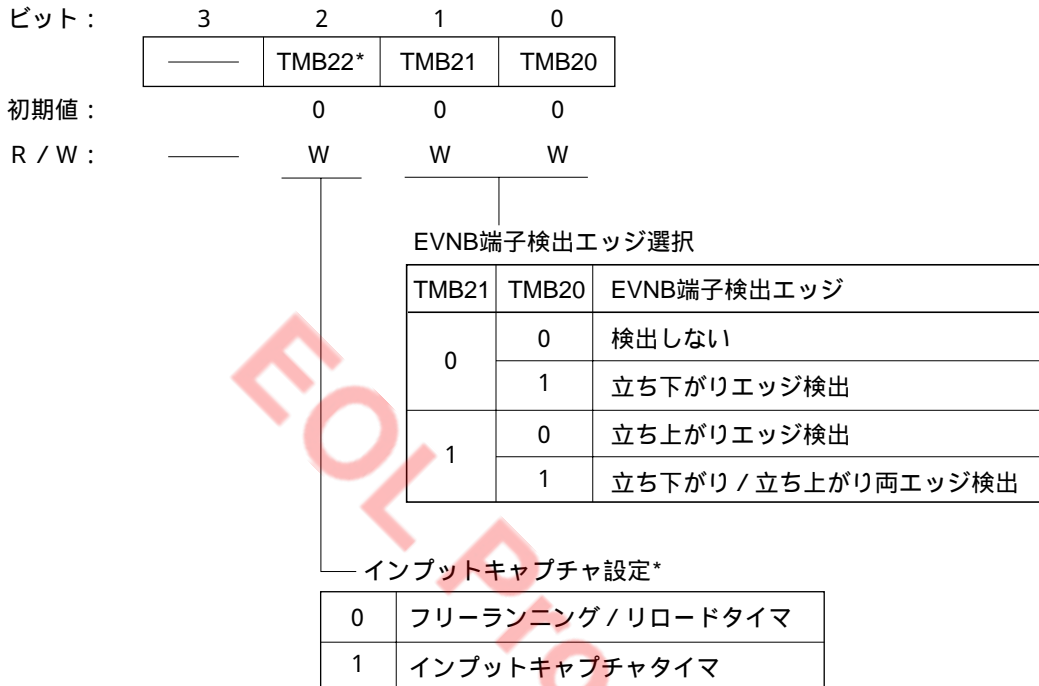 ビット： 3 2 1 0
—— TMB22* TMB21 TMB20
初期値： 0 0 0
R／W： —— W W W
EVNB端子検出エッジ選択
TMB21 TMB20 EVNB端子検出エッジ
0 0 検出しない
1 立ち下がりエッジ検出
1 0 立ち上がりエッジ検出
1 立ち下がり／立ち上がり両エッジ検出
インプットキャプチャ設定*
0 フリーランニング／リロードタイマ
1 インプットキャプチャタイマ
EOL Pro